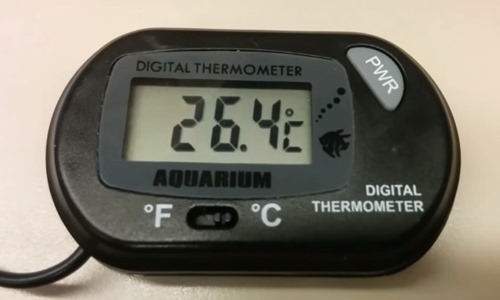 DIGITAL THERMOMETER
PWR
26.4°C
AQUARIUM
°F °C
DIGITAL
THERMOMETER